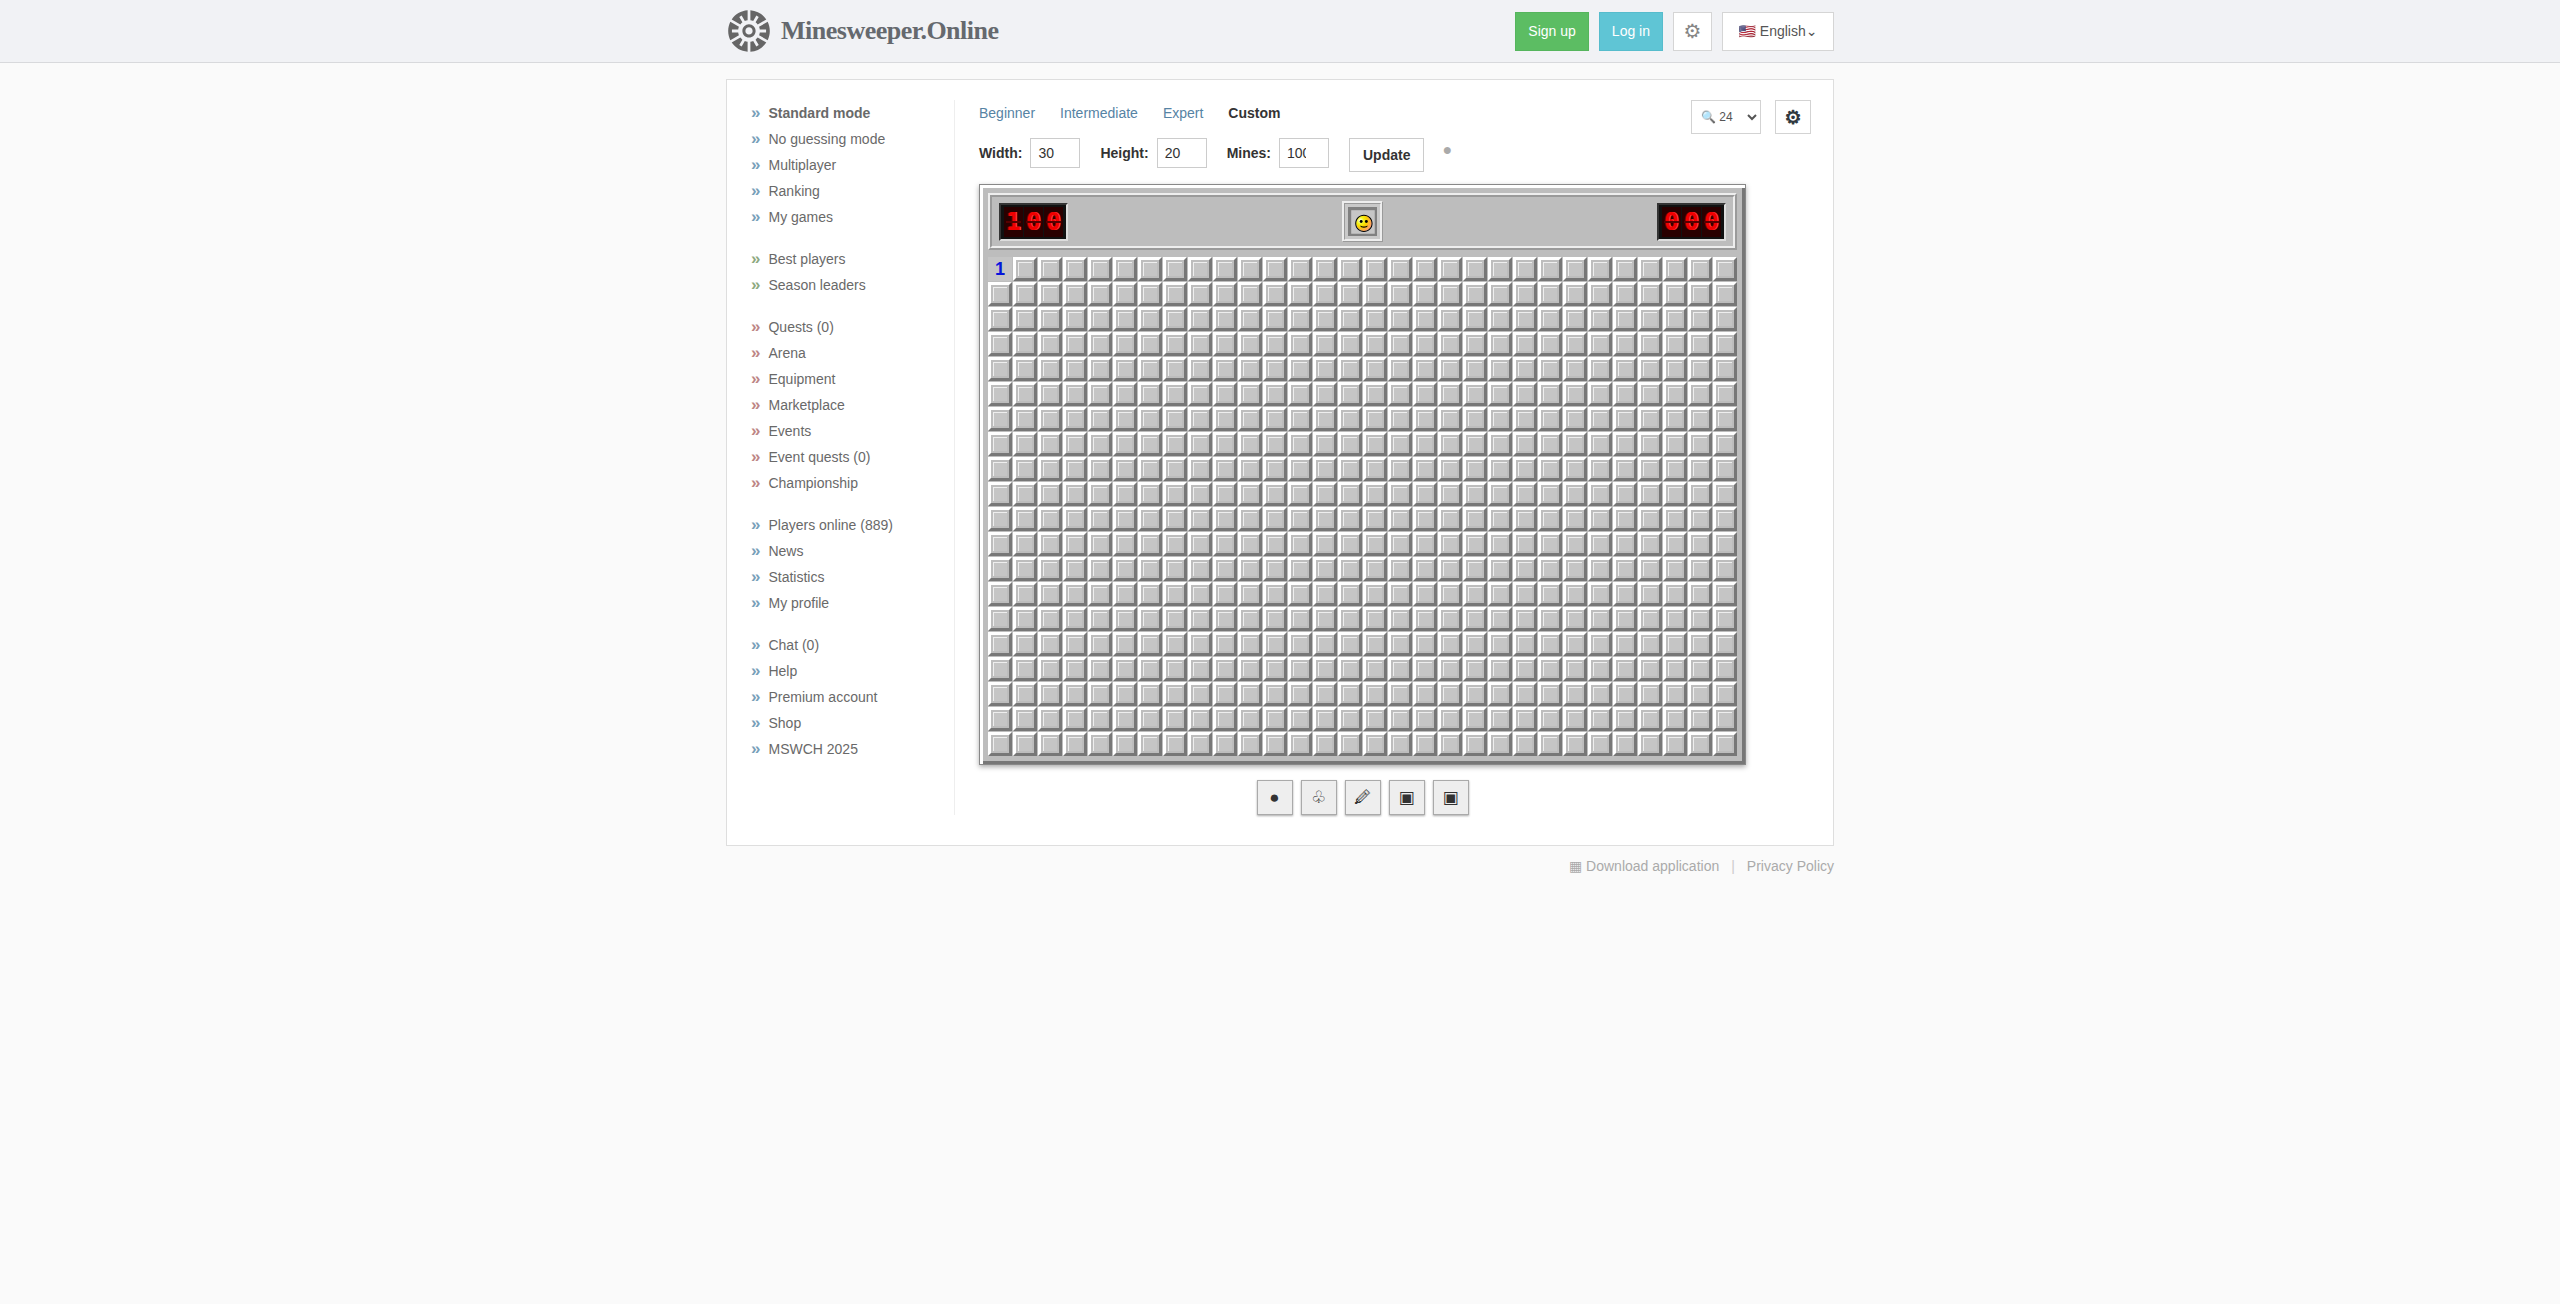 Minesweeper.Online
Sign up
Log in
English
» Standard mode
» No guessing mode
» Multiplayer
» Ranking
» My games
» Best players
» Season leaders
» Quests (0)
» Arena
» Equipment
» Marketplace
» Events
» Event quests (0)
» Championship
» Players online (889)
» News
» Statistics
» My profile
» Chat (0)
» Help
» Premium account
» Shop
» MSWCH 2025
Beginner Intermediate Expert Custom
24
Width: 30 Height: 20 Mines: 100 Update
100
000
1
Download application | Privacy Policy